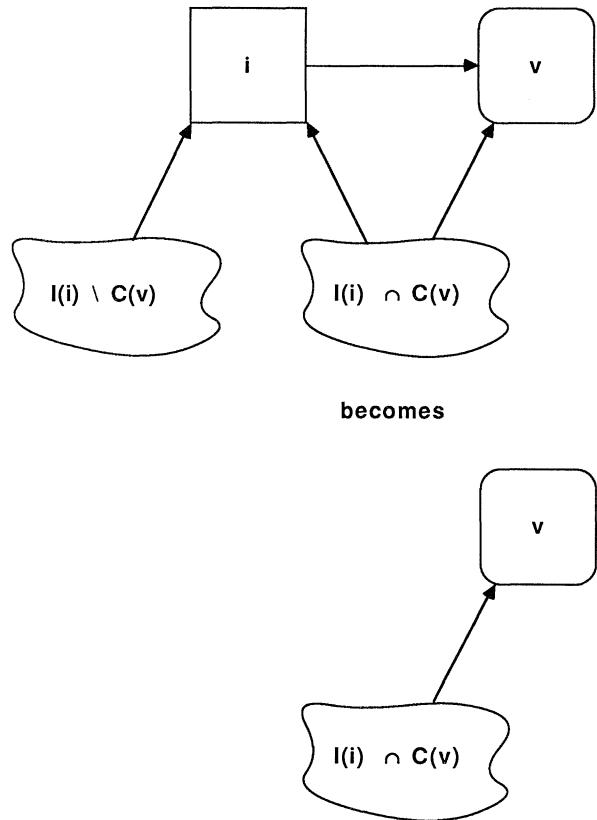 i v
I(i) \ C(v) I(i) ∩ C(v)
becomes
v
I(i) ∩ C(v)